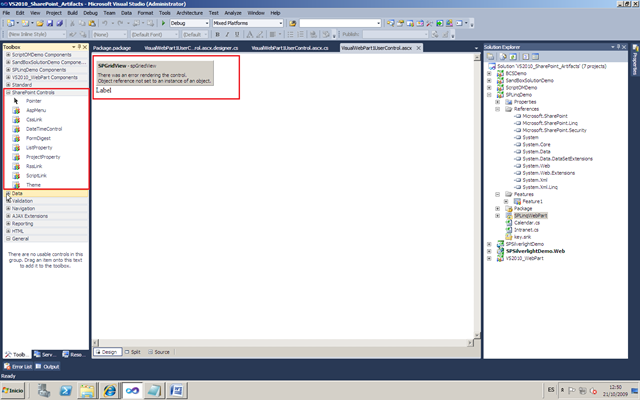 VS2010_SharePoint_Artifacts - Microsoft Visual Studio (Administrator)
File Edit View Project Build Debug Team Data Format Tools Architecture Test Analyze Window Help
Debug Mixed Platforms
(New Inline Style) (None) (Default) (Default) B I U A Publish:
Toolbox
ScriptOMDemo Components
SandBoxSolutionDemo Components
SPLinqDemo Components
VS2010_WebPart Components
Standard
SharePoint Controls
Pointer
AspMenu
CssLink
DateTimeControl
FormDigest
ListProperty
ProjectProperty
RssLink
ScriptLink
Theme
Data
Validation
Navigation
AJAX Extensions
Reporting
HTML
General
There are no usable controls in this
group. Drag an item onto this text
to add it to the toolbox.
Toolb... Serv... Reso...
Package.package VisualWebPart1UserC...rol.ascx.designer.cs VisualWebPart1UserControl.ascx.cs VisualWebPart1UserControl.ascx
SPGridView - spGriedView
There was an error rendering the control.
Object reference not set to an instance of an object.
Label
Design Split Source
Solution Explorer
Solution 'VS2010_SharePoint_Artifacts' (7 projects)
BCSDemo
SandBoxSolutionDemo
ScriptOMDemo
SPLinqDemo
Properties
References
Microsoft.SharePoint
Microsoft.SharePoint.Linq
Microsoft.SharePoint.Security
System
System.Core
System.Data
System.Data.DataSetExtensions
System.Web
System.Web.Extensions
System.Xml
System.Xml.Linq
Features
Feature1
Package
SPLinqWebPart
Calendar.cs
Intranet.cs
key.snk
SPSilverlightDemo
SPSilverlightDemo.Web
VS2010_WebPart
Properties
Error List Output
Ready
Inicio
ES
12:50
21/10/2009